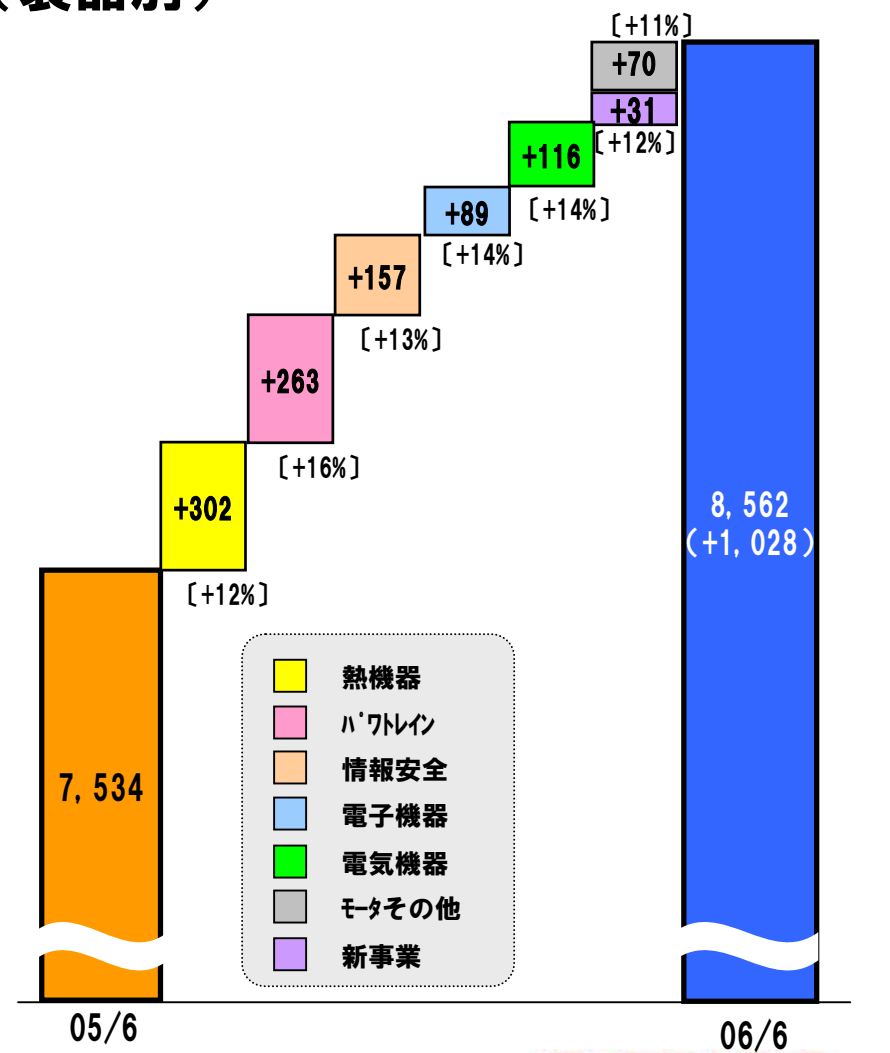 (製品別)
〔+11%〕
+70
+31
〔+12%〕
+116
〔+14%〕
+89
〔+14%〕
+157
〔+13%〕
+263
〔+16%〕
+302
〔+12%〕
8,562
(+1,028)
7,534
熱機器
ﾊﾟﾜﾄﾚｲﾝ
情報安全
電子機器
電気機器
ﾓｰﾀその他
新事業
05/6
06/6